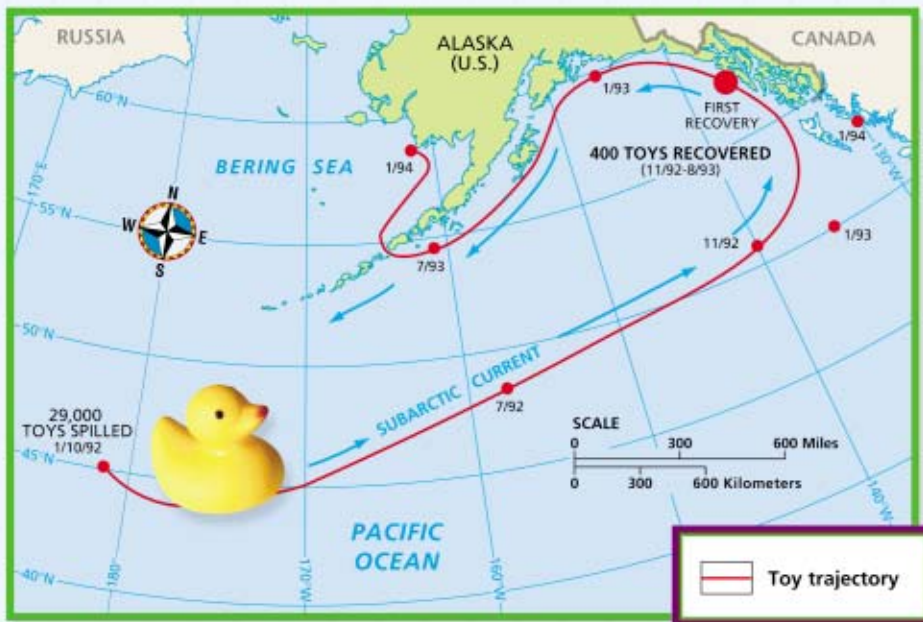 RUSSIA
ALASKA
(U.S.)
CANADA
60°N
1/93
FIRST
RECOVERY
1/94
130°W
400 TOYS RECOVERED
(11/92-8/93)
BERING SEA
1/94
170°E
55°N
N
W
E
S
7/93
11/92
1/93
50°N
SUBARCTIC CURRENT
29,000
TOYS SPILLED
1/10/92
7/92
SCALE
0 300 600 Miles
0 300 600 Kilometers
45°N
PACIFIC
OCEAN
140°W
40°N
180°
170°W
160°W
Toy trajectory